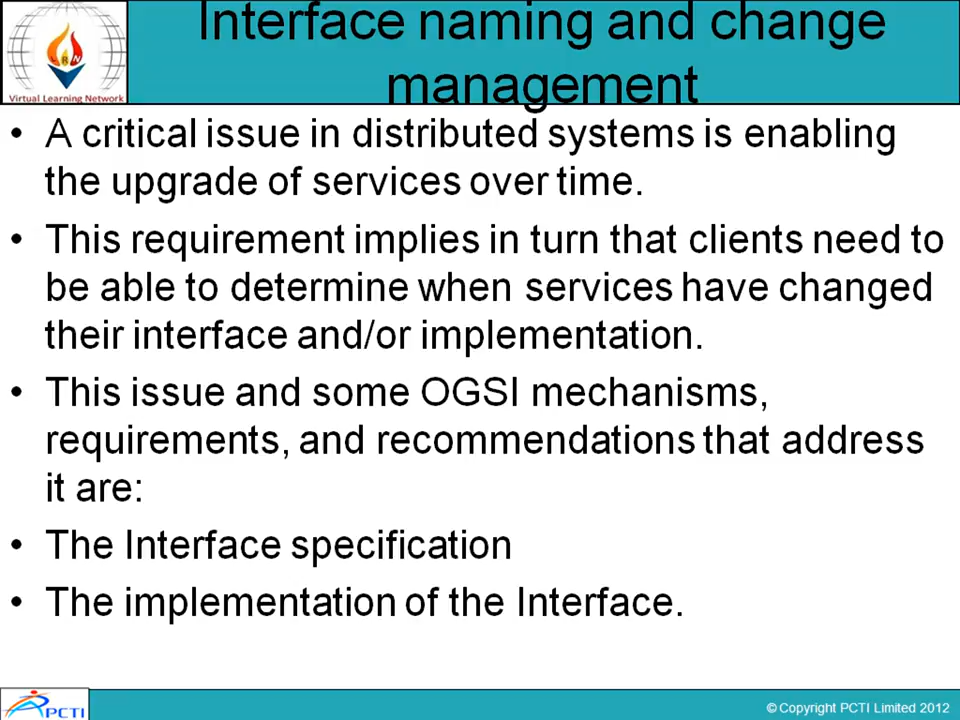 Interface naming and change
management
Virtual Learning Network
• A critical issue in distributed systems is enabling
the upgrade of services over time.
• This requirement implies in turn that clients need to
be able to determine when services have changed
their interface and/or implementation.
• This issue and some OGSI mechanisms,
requirements, and recommendations that address
it are:
• The Interface specification
• The implementation of the Interface.
PCTI
© Copyright PCTI Limited 2012